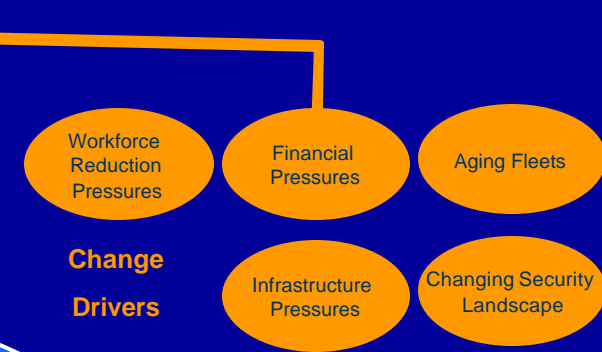 Workforce
Reduction
Pressures
Financial
Pressures
Aging Fleets
Change
Drivers
Infrastructure
Pressures
Changing Security
Landscape